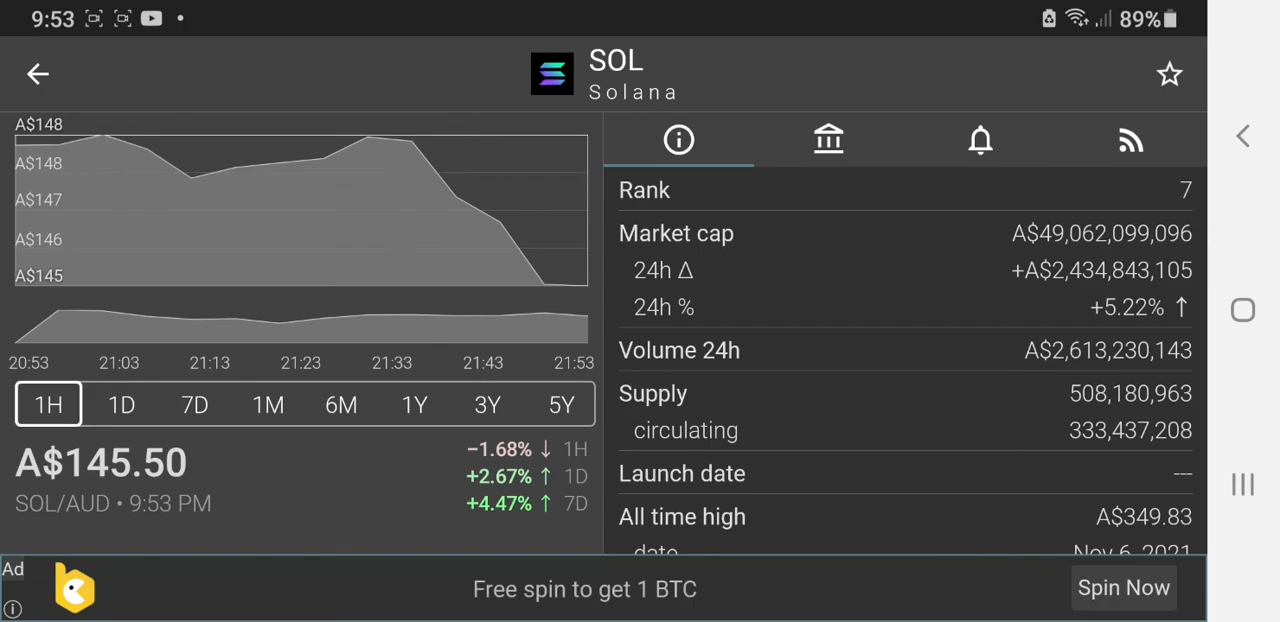 9:53
89%
SOL
Solana
A$148
A$148
A$147
A$146
A$145
20:53 21:03 21:13 21:23 21:33 21:43 21:53
1H 1D 7D 1M 6M 1Y 3Y 5Y
A$145.50
SOL/AUD • 9:53 PM
−1.68% ↓ 1H
+2.67% ↑ 1D
+4.47% ↑ 7D
Rank 7
Market cap A$49,062,099,096
24h Δ +A$2,434,843,105
24h % +5.22% ↑
Volume 24h A$2,613,230,143
Supply 508,180,963
circulating 333,437,208
Launch date ---
All time high A$349.83
date Nov 6, 2021
Ad
Free spin to get 1 BTC
Spin Now